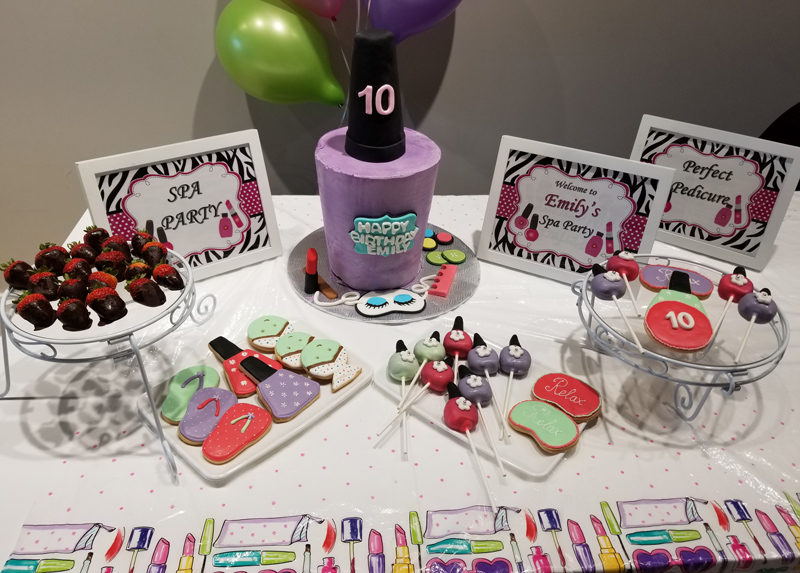 10
SPA
PARTY
HAPPY
BIRTHDAY
EMILY
Welcome to
Emily's
Spa Party
Perfect
Pedicure
10
Relax
Relax